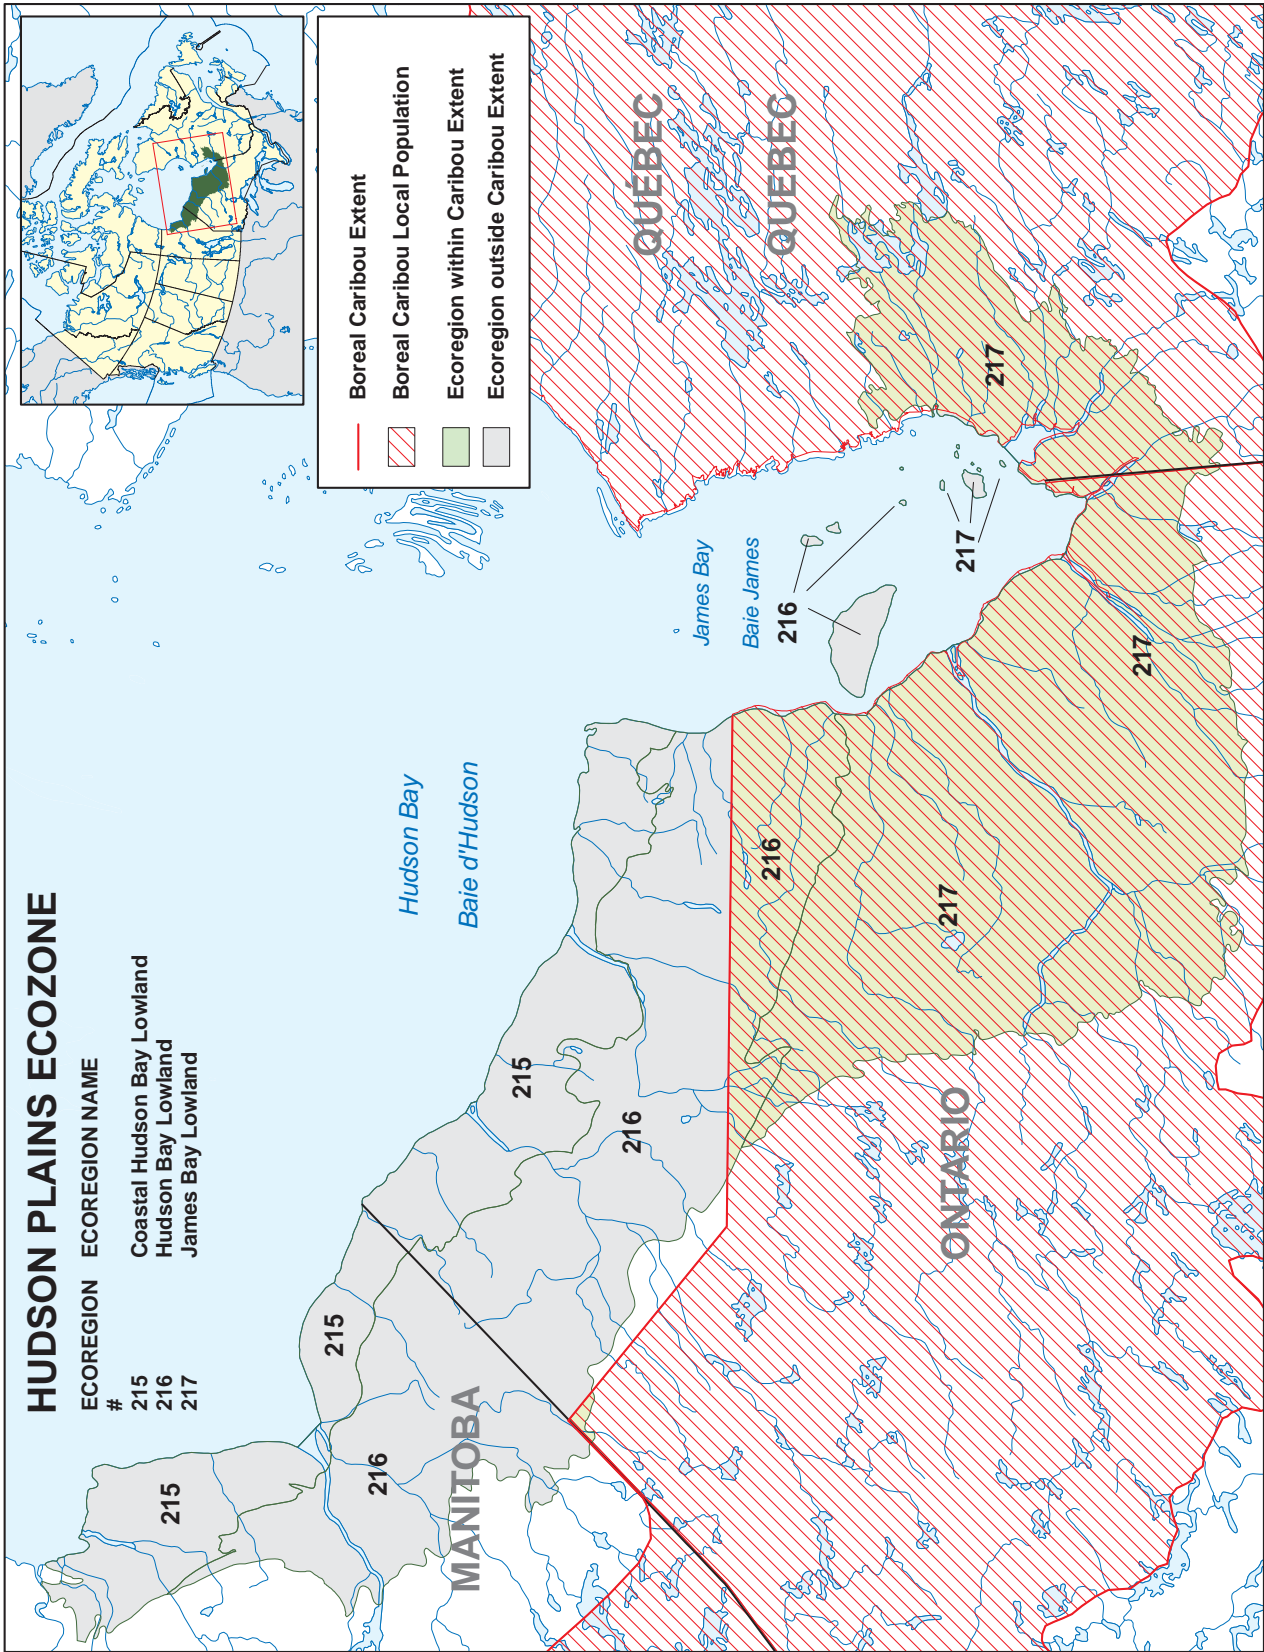 HUDSON PLAINS ECOZONE
ECOREGION ECOREGION NAME
#
215 Coastal Hudson Bay Lowland
216 Hudson Bay Lowland
217 James Bay Lowland
Boreal Caribou Extent
Boreal Caribou Local Population
Ecoregion within Caribou Extent
Ecoregion outside Caribou Extent
Hudson Bay
Baie d'Hudson
James Bay
Baie James
QUÉBEC
QUEBEC
MANITOBA
ONTARIO
215
215
215
216
216
216
216
217
217
217
217